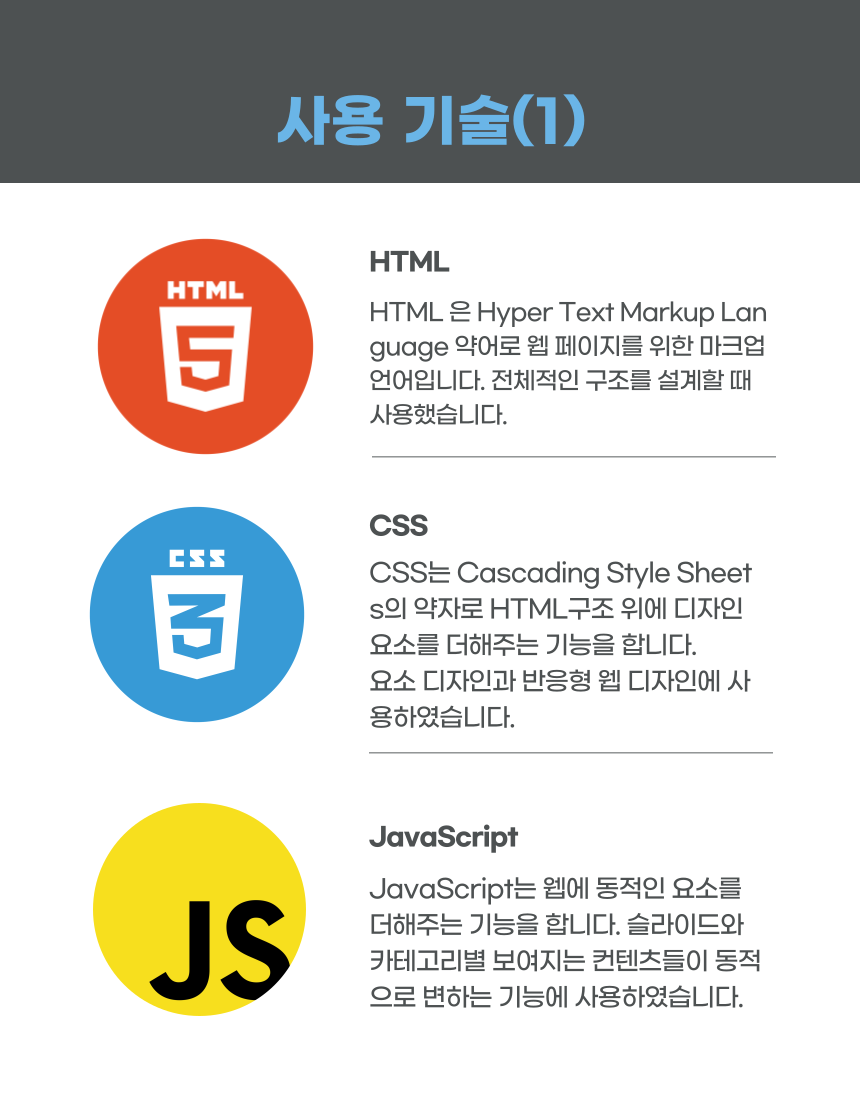 사용 기술(1)
HTML
HTML
5
HTML 은 Hyper Text Markup Lan
guage 약어로 웹 페이지를 위한 마크업
언어입니다. 전체적인 구조를 설계할 때
사용했습니다.
CSS
3
CSS
CSS는 Cascading Style Sheet
s의 약자로 HTML구조 위에 디자인
요소를 더해주는 기능을 합니다.
요소 디자인과 반응형 웹 디자인에 사
용하였습니다.
JS
JavaScript
JavaScript는 웹에 동적인 요소를
더해주는 기능을 합니다. 슬라이드와
카테고리별 보여지는 컨텐츠들이 동적
으로 변하는 기능에 사용하였습니다.